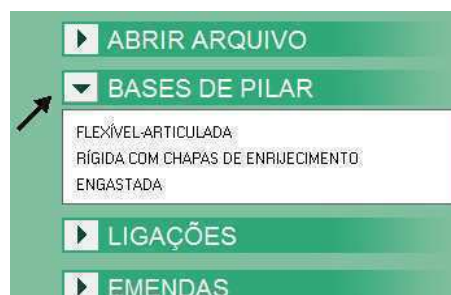 ABRIR ARQUIVO
BASES DE PILAR
FLEXÍVEL-ARTICULADA
RÍGIDA COM CHAPAS DE ENRIJECIMENTO
ENGASTADA
LIGAÇÕES
EMENDAS